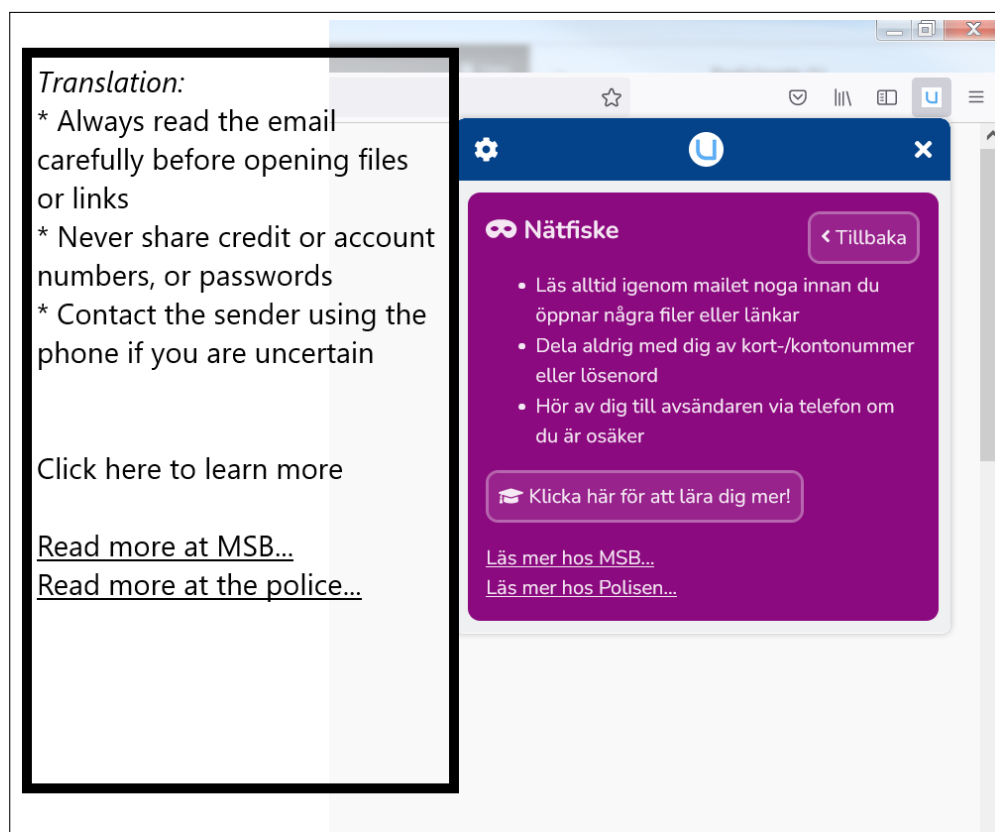 Translation:
* Always read the email
carefully before opening files
or links
* Never share credit or account
numbers, or passwords
* Contact the sender using the
phone if you are uncertain
Click here to learn more
Read more at MSB...
Read more at the police...
Nätfiske
Tillbaka
• Läs alltid igenom mailet noga innan du
öppnar några filer eller länkar
• Dela aldrig med dig av kort-/kontonummer
eller lösenord
• Hör av dig till avsändaren via telefon om
du är osäker
Klicka här för att lära dig mer!
Läs mer hos MSB...
Läs mer hos Polisen...